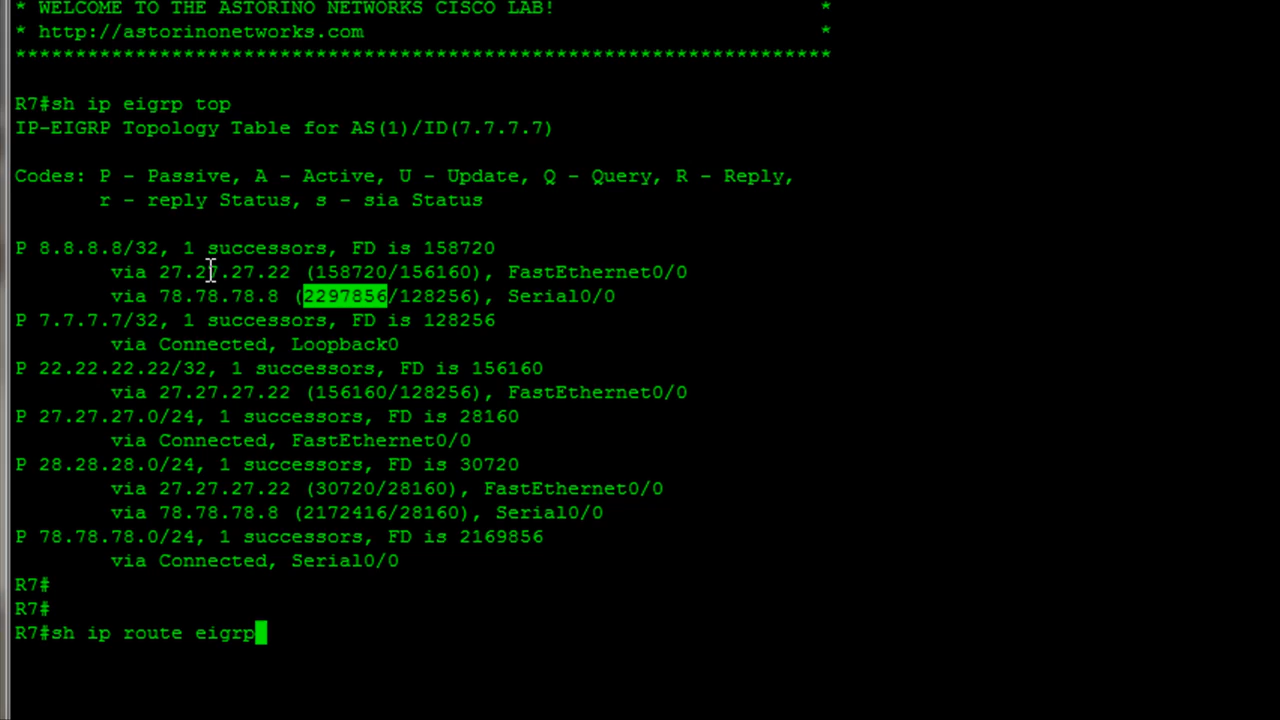 * WELCOME TO THE ASTORINO NETWORKS CISCO LAB! *
* http://astorinonetworks.com *
********************************************************************
R7#sh ip eigrp top
IP-EIGRP Topology Table for AS(1)/ID(7.7.7.7)
Codes: P - Passive, A - Active, U - Update, Q - Query, R - Reply,
r - reply Status, s - sia Status
P 8.8.8.8/32, 1 successors, FD is 158720
via 27.27.27.22 (158720/156160), FastEthernet0/0
via 78.78.78.8 (2297856/128256), Serial0/0
P 7.7.7.7/32, 1 successors, FD is 128256
via Connected, Loopback0
P 22.22.22.22/32, 1 successors, FD is 156160
via 27.27.27.22 (156160/128256), FastEthernet0/0
P 27.27.27.0/24, 1 successors, FD is 28160
via Connected, FastEthernet0/0
P 28.28.28.0/24, 1 successors, FD is 30720
via 27.27.27.22 (30720/28160), FastEthernet0/0
via 78.78.78.8 (2172416/28160), Serial0/0
P 78.78.78.0/24, 1 successors, FD is 2169856
via Connected, Serial0/0
R7#
R7#
R7#sh ip route eigrp